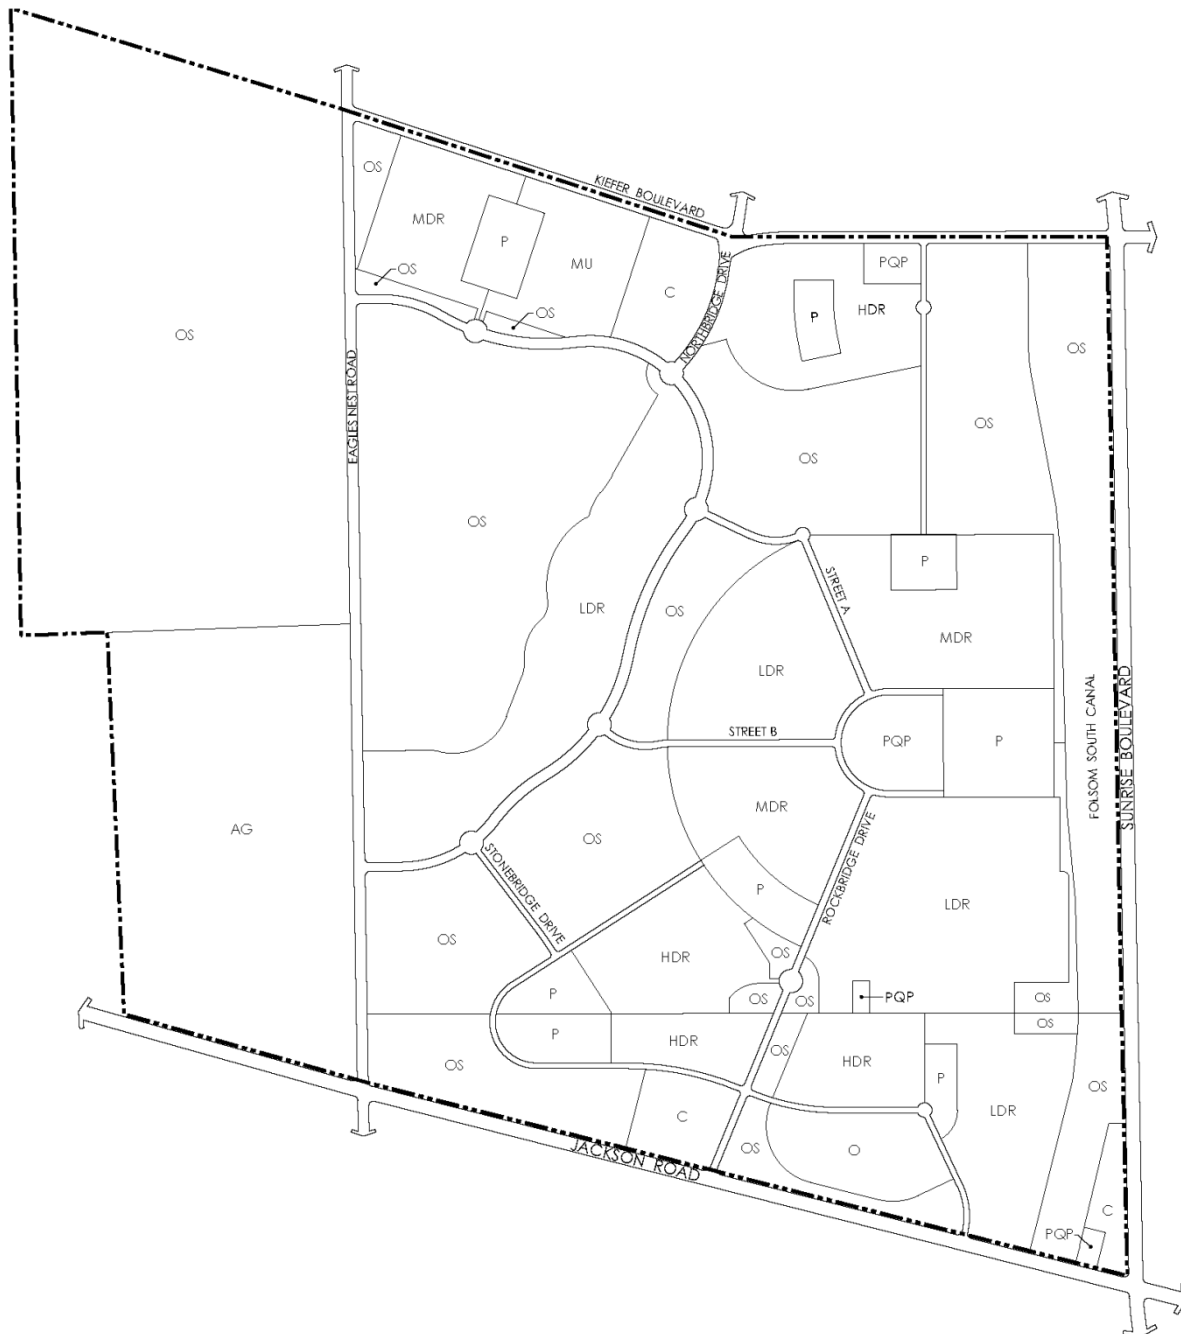 OS
KIEFER BOULEVARD
MDR
P
OS
MU
C
OS
NORTHBRIDGE DRIVE
PQP
HDR
P
OS
OS
EAGLES NEST ROAD
OS
OS
OS
OS
P
STREET A
LDR
OS
MDR
LDR
FOLSOM SOUTH CANAL
SUNRISE BOULEVARD
STREET B
PQP
P
AG
MDR
OS
STONEBRIDGE DRIVE
P
ROCKBRIDGE DRIVE
LDR
OS
HDR
OS
P
OS
OS
PQP
OS
OS
P
HDR
OS
HDR
OS
P
LDR
OS
C
OS
O
JACKSON ROAD
C
PQP